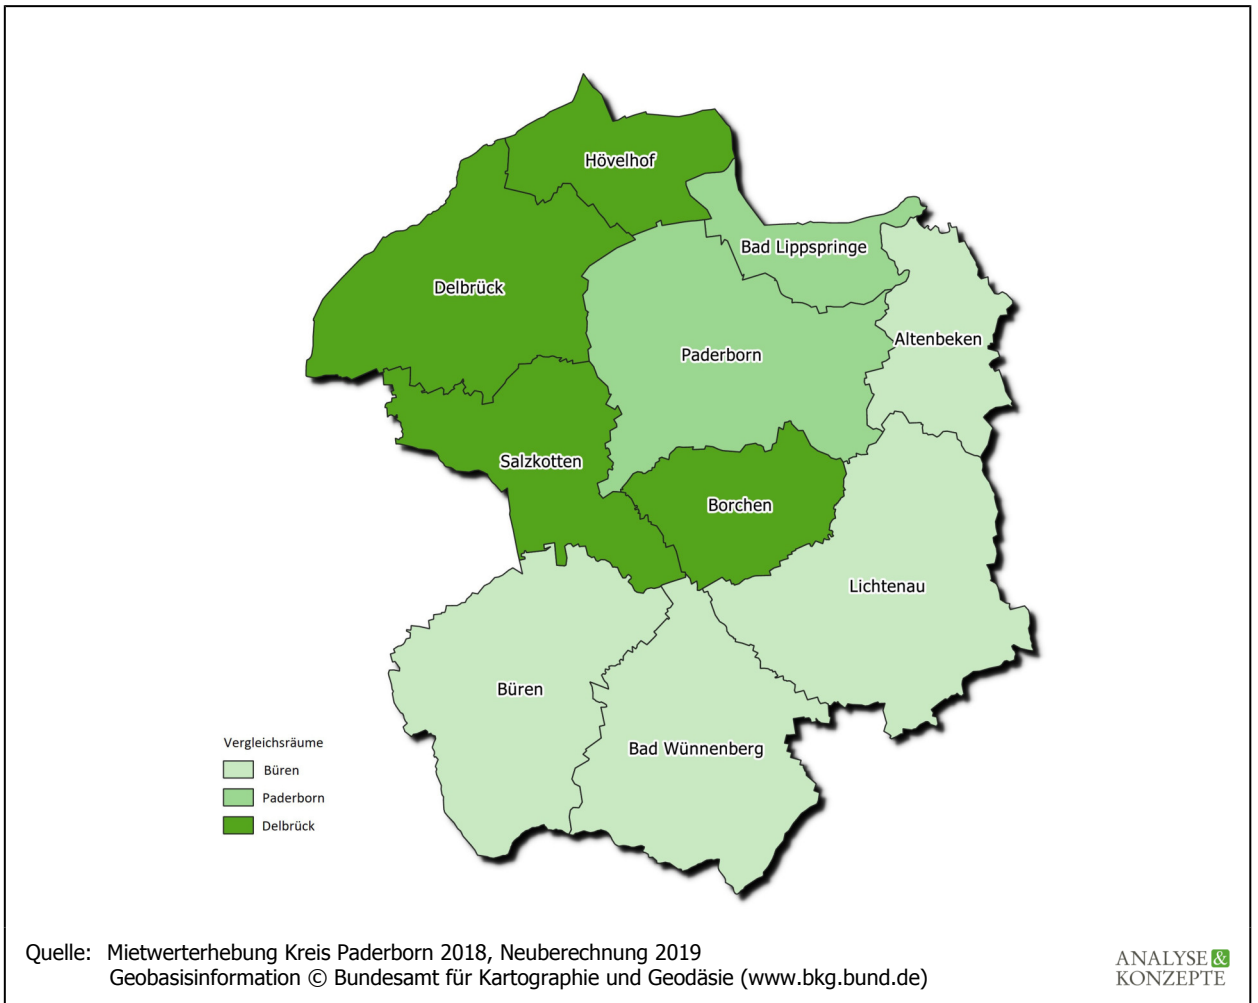 Hövelhof
Bad Lippspringe
Delbrück
Altenbeken
Paderborn
Salzkotten
Borchen
Lichtenau
Büren
Bad Wünnenberg
Vergleichsräume
Büren
Paderborn
Delbrück
Quelle: Mietwerterhebung Kreis Paderborn 2018, Neuberechnung 2019
Geobasisinformation © Bundesamt für Kartographie und Geodäsie (www.bkg.bund.de)
ANALYSE &
KONZEPTE